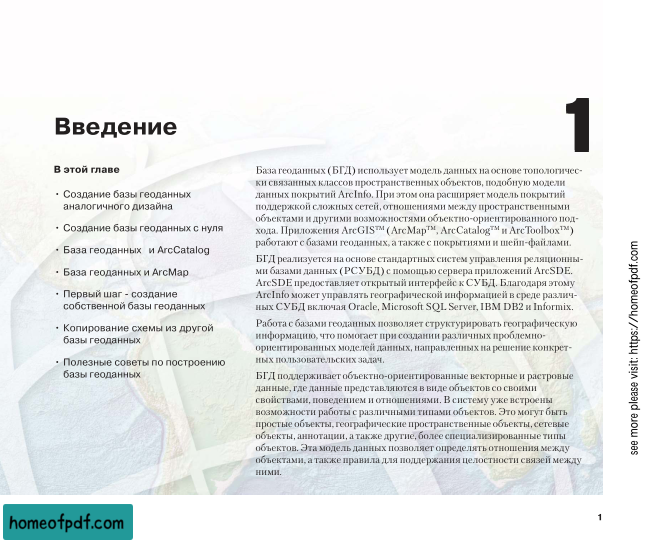 Введение
1
В этой главе
• Создание базы геоданных
аналогичного дизайна
• Создание базы геоданных с нуля
• База геоданных и ArcCatalog
• База геоданных и ArcMap
• Первый шаг - создание
собственной базы геоданных
• Копирование схемы из другой
базы геоданных
• Полезные советы по построению
базы геоданных
База геоданных (БГД) использует модель данных на основе топологичес-
ки связанных классов пространственных объектов, подобную модели
данных покрытий ArcInfo. При этом она расширяет модель покрытий
поддержкой сложных сетей, отношениями между пространственными
объектами и другими возможностями объектно-ориентированного под-
хода. Приложения ArcGIS™ (ArcMap™, ArcCatalog™ и ArcToolbox™)
работают с базами геоданных, а также с покрытиями и шейп-файлами.
БГД реализуется на основе стандартных систем управления реляционны-
ми базами данных (РСУБД) с помощью сервера приложений ArcSDE.
ArcSDE предоставляет открытый интерфейс к СУБД. Благодаря этому
ArcInfo может управлять географической информацией в среде различ-
ных СУБД включая Oracle, Microsoft SQL Server, IBM DB2 и Informix.
Работа с базами геоданных позволяет структурировать географическую
информацию, что помогает при создании различных проблемно-
ориентированных моделей данных, направленных на решение конкрет-
ных пользовательских задач.
БГД поддерживает объектно-ориентированные векторные и растровые
данные, где данные представляются в виде объектов со своими
свойствами, поведением и отношениями. В систему уже встроены
возможности работы с различными типами объектов. Это могут быть
простые объекты, географические пространственные объекты, сетевые
объекты, аннотации, а также другие, более специализированные типы
объектов. Эта модель данных позволяет определять отношения между
объектами, а также правила для поддержания целостности связей между
ними.
1
see more please visit: https://homeofpdf.com
homeofpdf.com